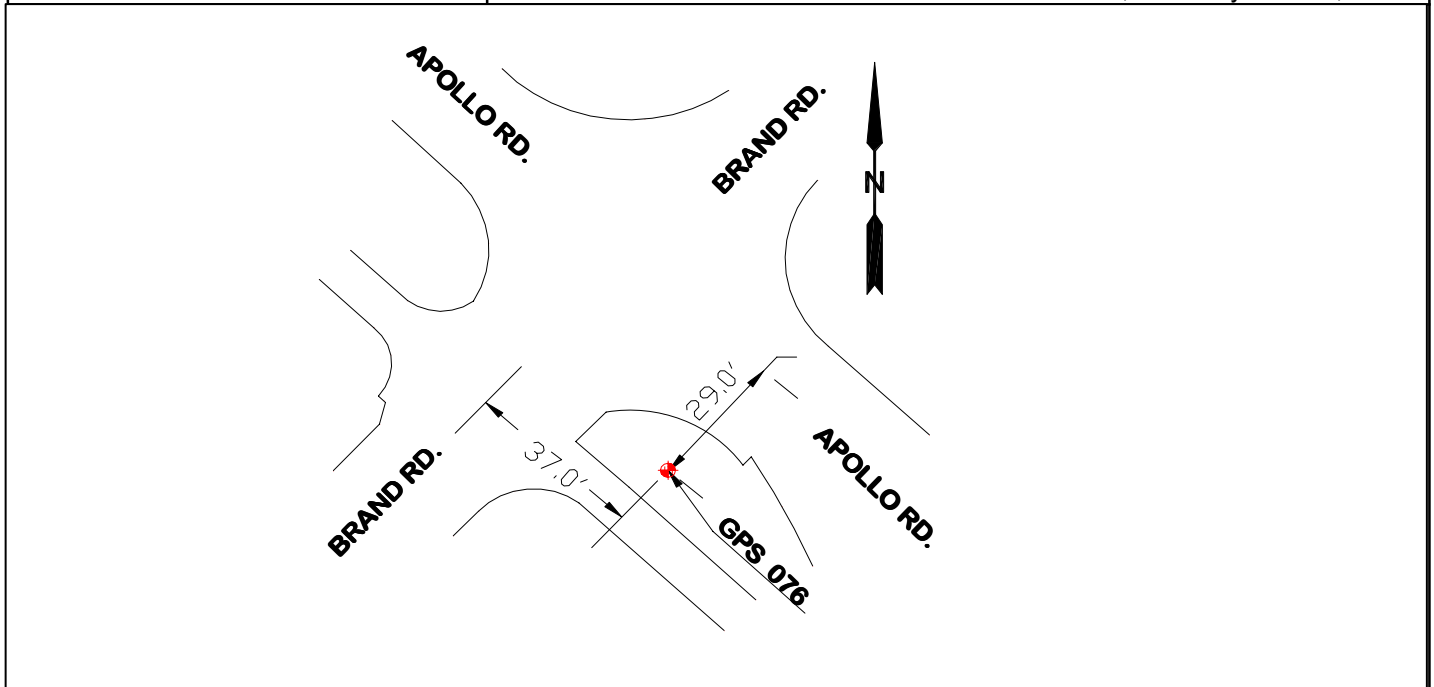 APOLLO RD.
BRAND RD.
N
29.0'
37.0'
BRAND RD.
APOLLO RD.
GPS 076